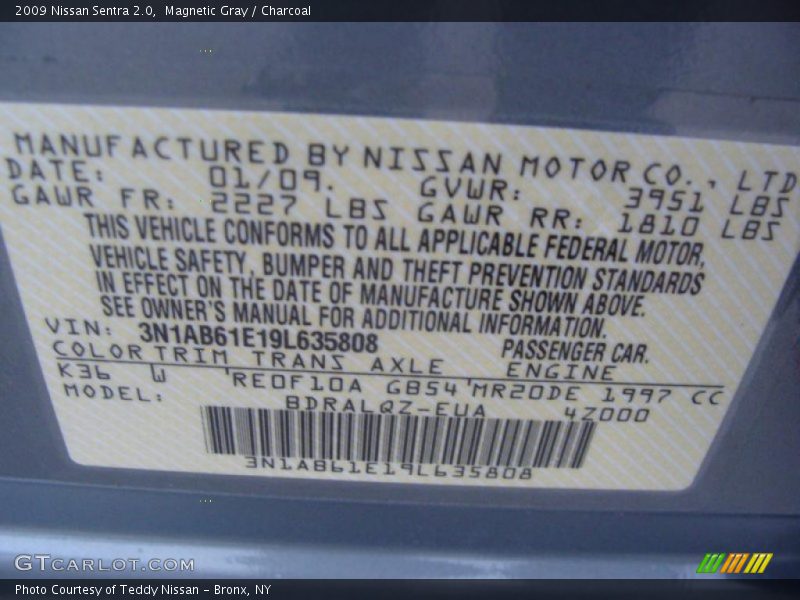 2009 Nissan Sentra 2.0,  Magnetic Gray / Charcoal
MANUFACTURED BY NISSAN MOTOR CO., LTD
DATE: 01/09. GVWR: 3951 LBS
GAWR FR: 2227 LBS GAWR RR: 1810 LBS
THIS VEHICLE CONFORMS TO ALL APPLICABLE FEDERAL MOTOR,
VEHICLE SAFETY, BUMPER AND THEFT PREVENTION STANDARDS
IN EFFECT ON THE DATE OF MANUFACTURE SHOWN ABOVE.
SEE OWNER'S MANUAL FOR ADDITIONAL INFORMATION.
VIN: 3N1AB61E19L635808 PASSENGER CAR.
COLOR TRIM TRANS AXLE ENGINE
K36 W RE0F10A GB54 MR20DE 1997 CC
MODEL: BDRALQZ-EUA 4Z000
3N1AB61E19L635808
GTCARLOT.COM
Photo Courtesy of Teddy Nissan - Bronx, NY